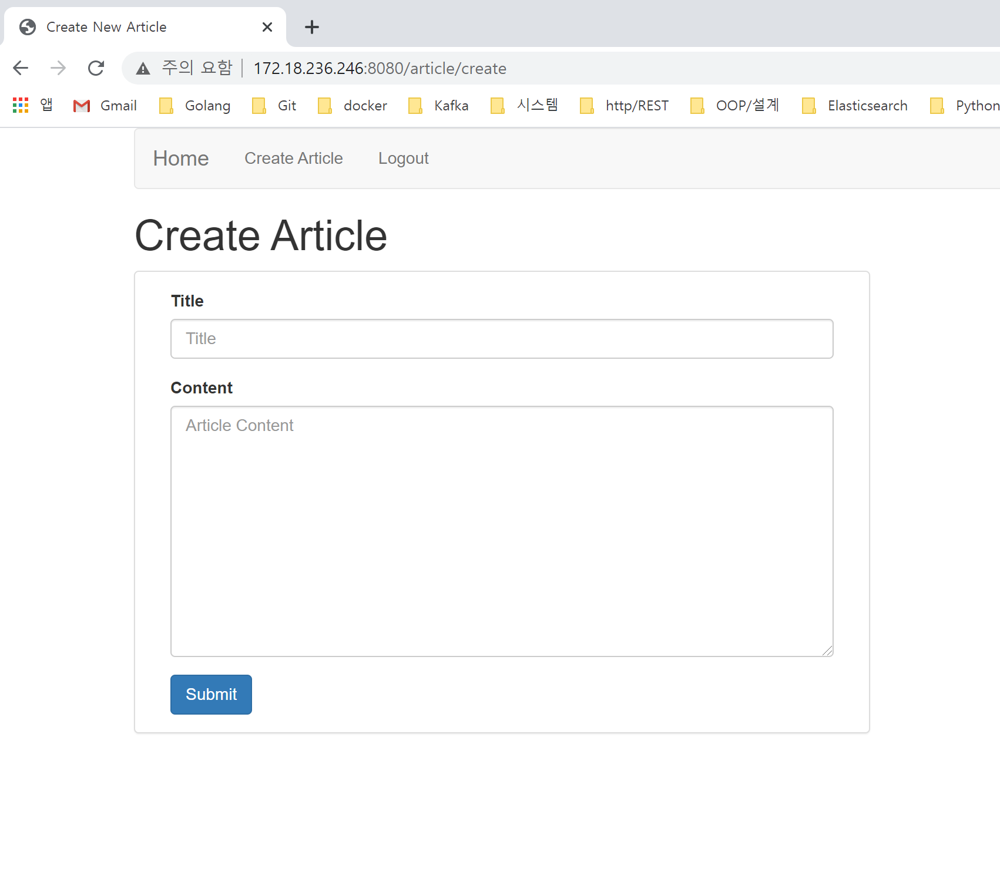 Create New Article
주의 요함 | 172.18.236.246:8080/article/create
앱 Gmail Golang Git docker Kafka 시스템 http/REST OOP/설계 Elasticsearch Python
Home Create Article Logout
Create Article
Title
Title
Content
Article Content
Submit